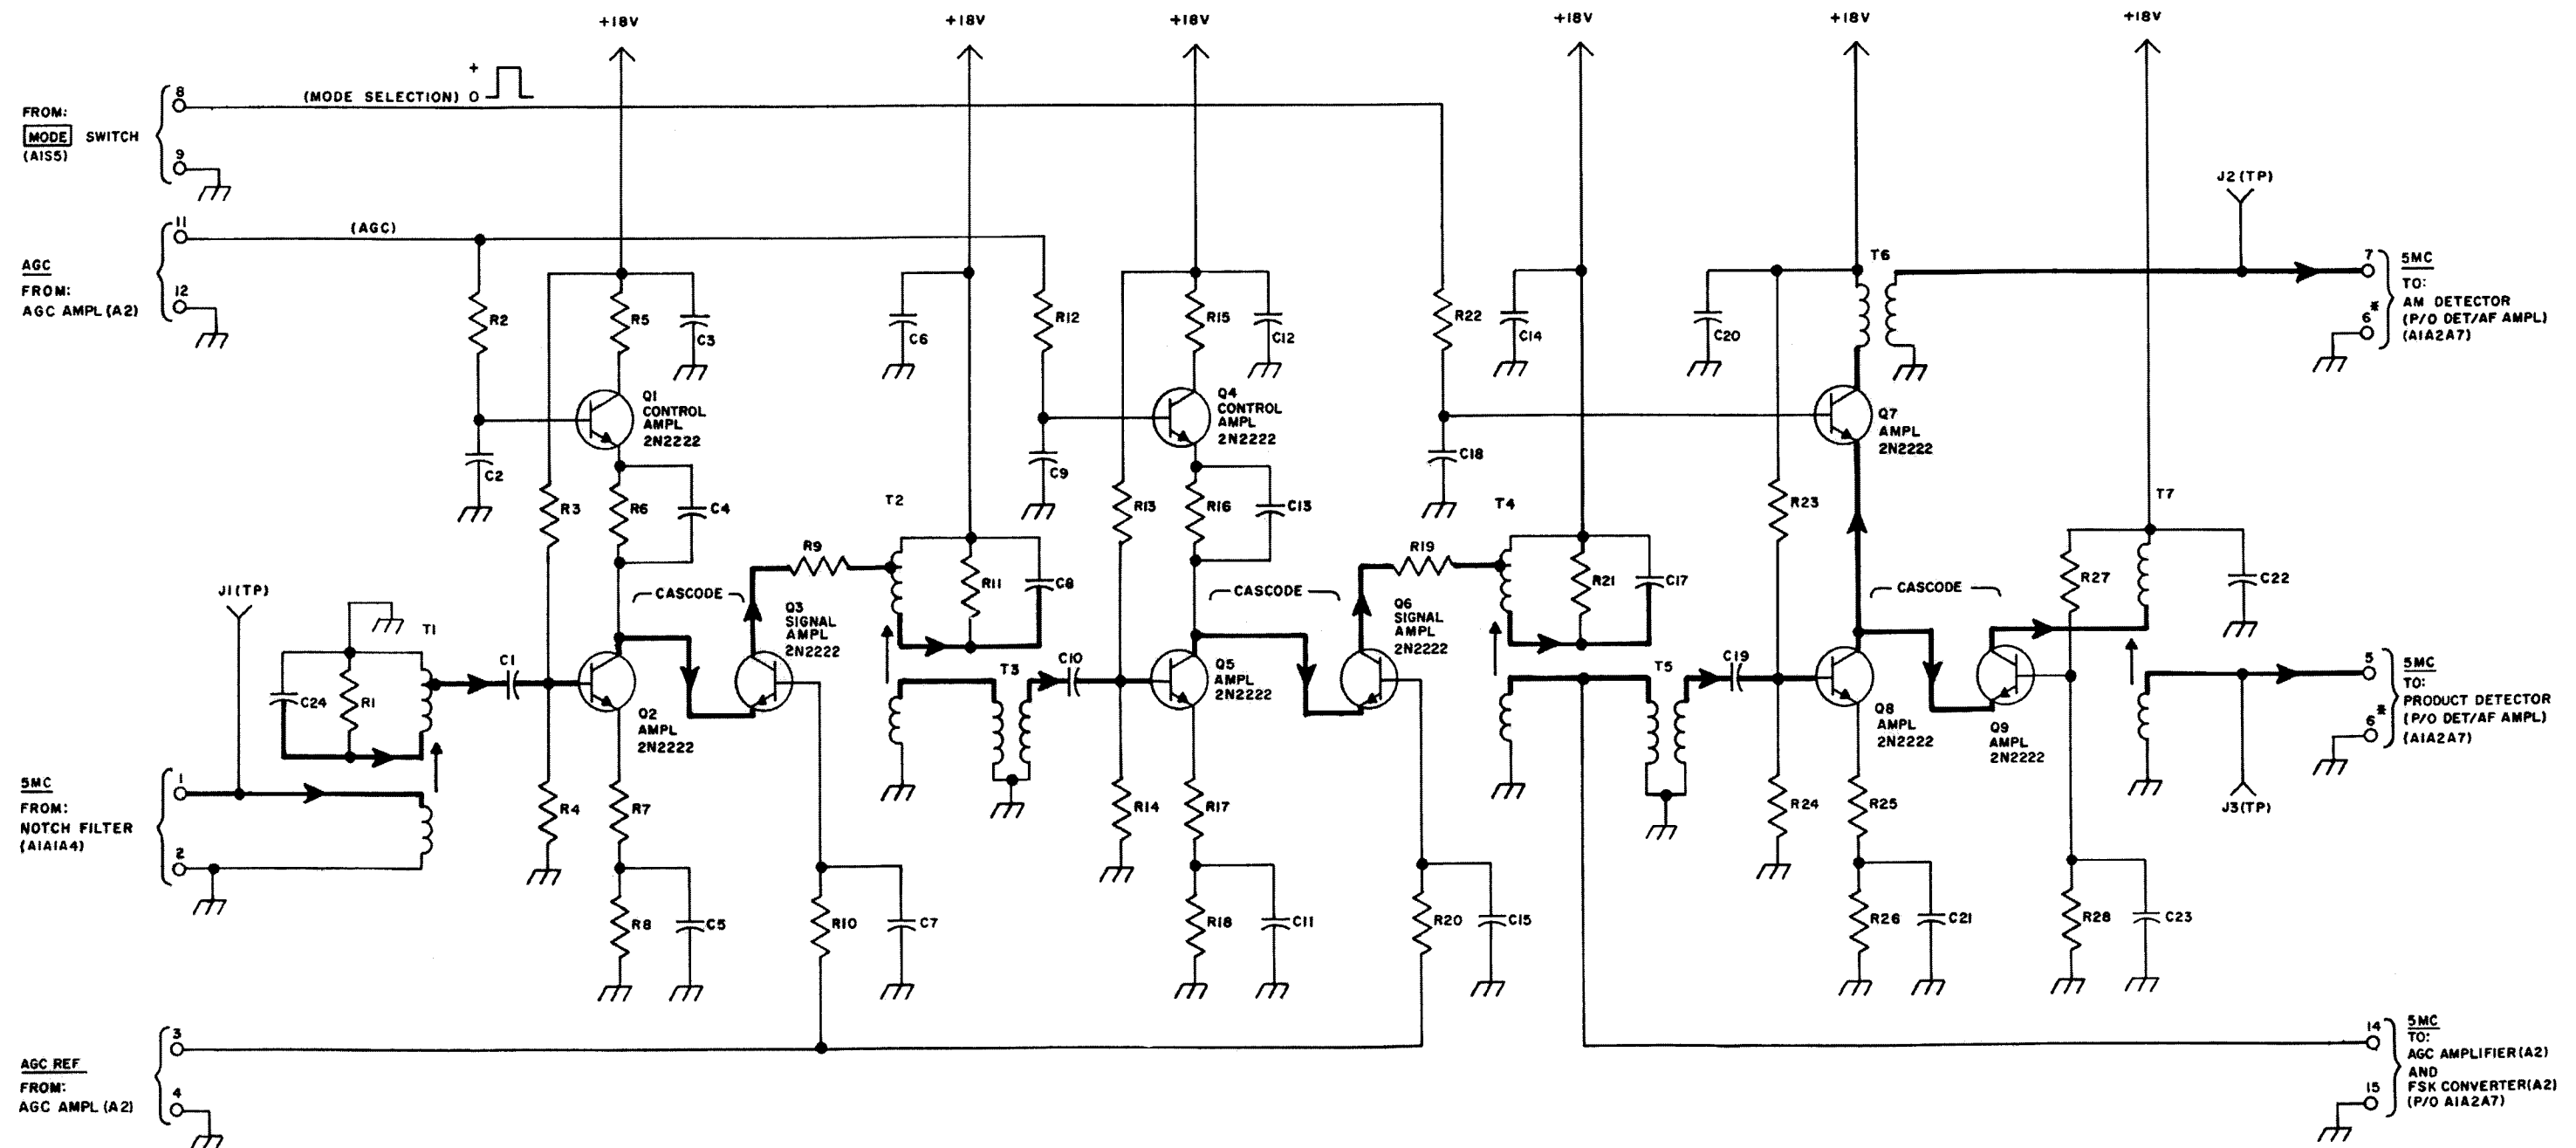 +18V
+18V
+18V
+18V
+18V
+18V
FROM:
MODE SWITCH
(A1S5)
8
9
(MODE SELECTION)
+
0
AGC
FROM:
AGC AMPL (A2)
11
12
(AGC)
5MC
FROM:
NOTCH FILTER
(A1A1A4)
1
2
J1 (TP)
AGC REF
FROM:
AGC AMPL (A2)
3
4
C24
R1
T1
C1
R2
C2
R3
R4
R5
C3
Q1
CONTROL
AMPL
2N2222
R6
C4
Q2
AMPL
2N2222
R7
R8
C5
CASCODE
Q3
SIGNAL
AMPL
2N2222
R9
R10
C7
C6
T2
R11
C8
T3
C10
R12
C9
R13
R14
R15
C12
Q4
CONTROL
AMPL
2N2222
R16
C13
Q5
AMPL
2N2222
R17
R18
C11
CASCODE
Q6
SIGNAL
AMPL
2N2222
R19
R20
C15
C14
T4
R21
C17
T5
C19
R22
C18
C20
R23
R24
T6
Q7
AMPL
2N2222
Q8
AMPL
2N2222
R25
R26
C21
CASCODE
Q9
AMPL
2N2222
T7
R27
C22
R28
C23
J2 (TP)
7
6*
5MC
TO:
AM DETECTOR
(P/O DET/AF AMPL)
(A1A2A7)
J3 (TP)
5
6*
5MC
TO:
PRODUCT DETECTOR
(P/O DET/AF AMPL)
(A1A2A7)
14
15
5MC
TO:
AGC AMPLIFIER (A2)
AND
FSK CONVERTER (A2)
(P/O A1A2A7)